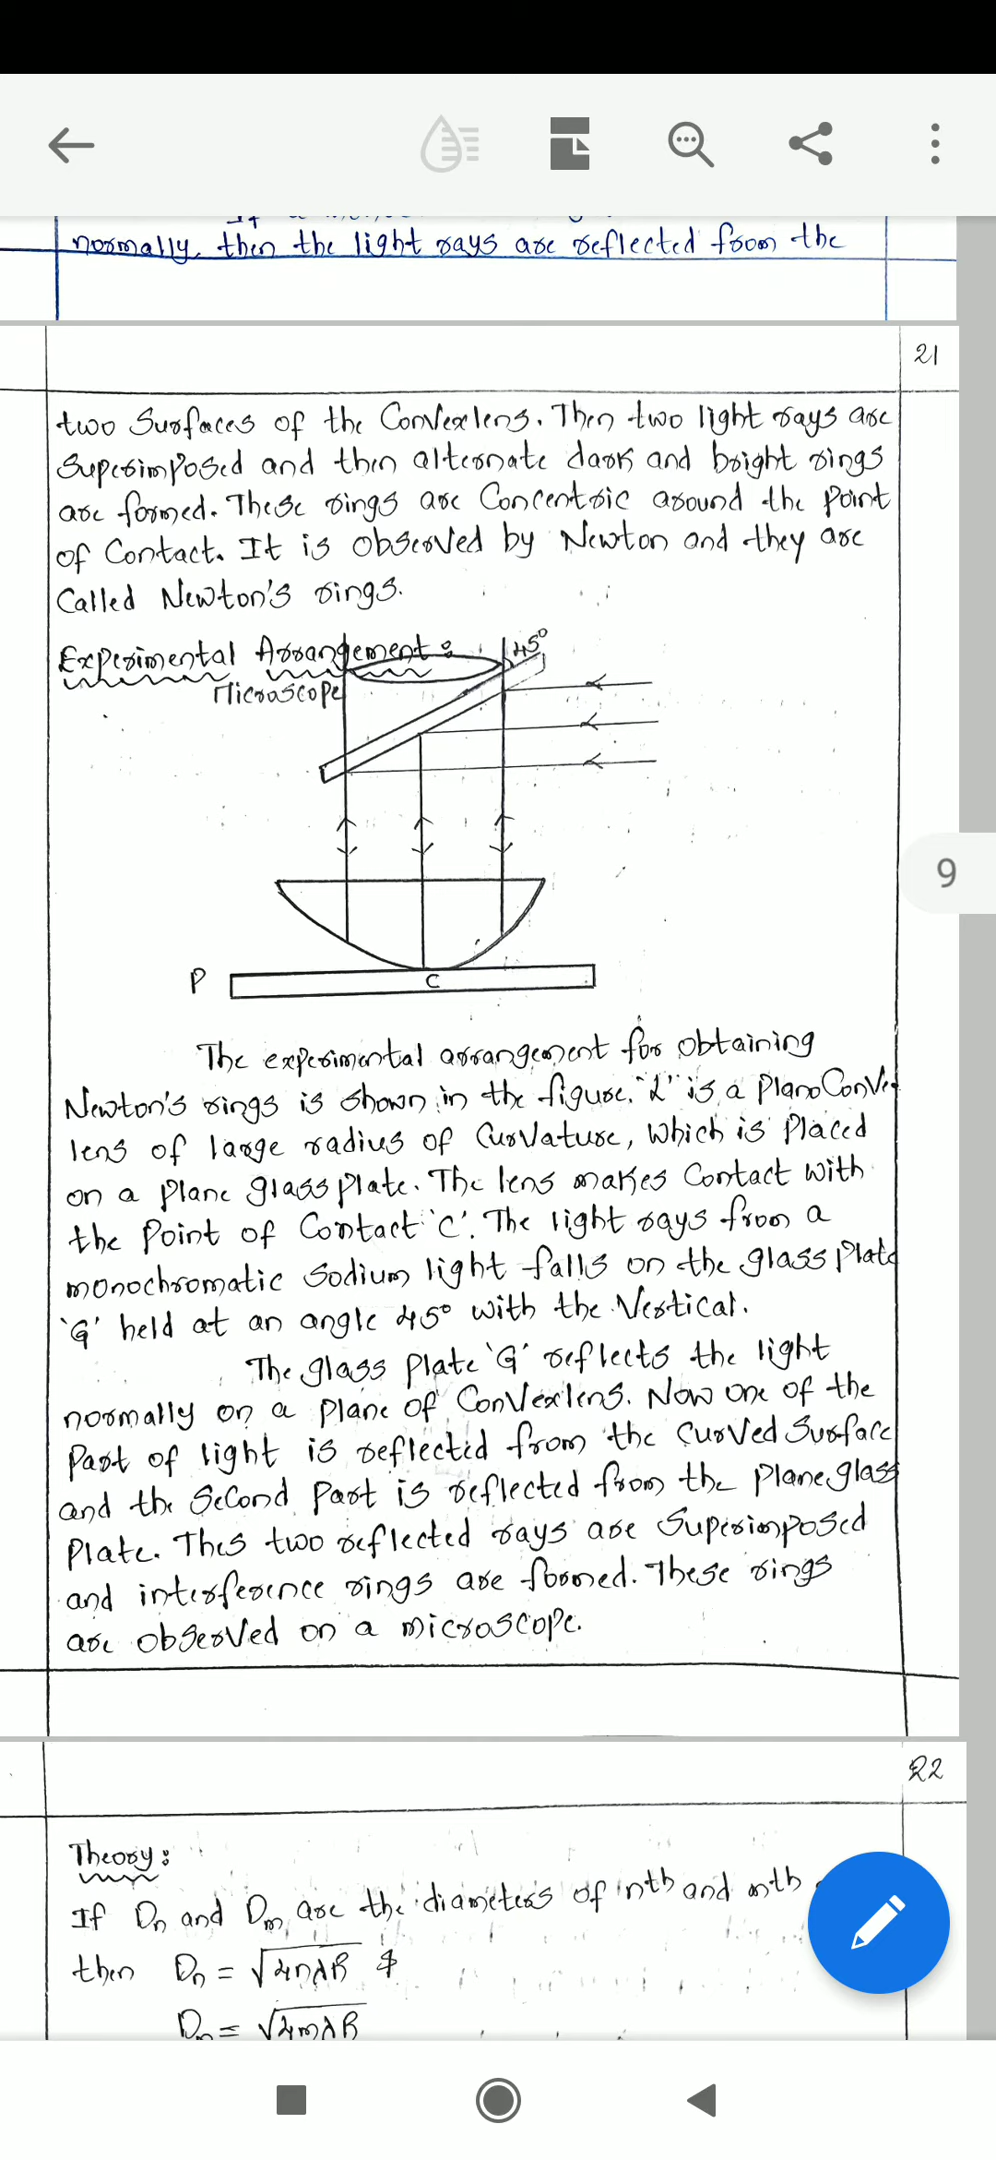 normally, then the light rays are reflected from the
21
two Surfaces of the Convex lens. Then two light rays are
Superimposed and then alternate dark and bright rings
are formed. These rings are Concentric around the Point
of Contact. It is Observed by Newton and they are
Called Newton's rings.
Experimental Arrangement:
45°
Microscope
9
P
C
The experimental arrangement for obtaining
Newton's rings is shown in the figure. "L" is a Plano Conve
lens of large radius of Curvature, Which is Placed
on a Plane glass plate. The lens makes Contact with
the Point of Contact 'C'. The light rays from a
monochromatic Sodium light falls on the glass plate
'G' held at an angle 45° with the Vertical.
The glass Plate 'G' reflects the light
normally on a Plane of Convex lens. Now one of the
Part of light is reflected from the Curved Surface
and the Second Part is reflected from the Plane glass
Plate. This two reflected rays are Superimposed
and interference rings are formed. These rings
are observed on a microscope.
22
Theory:
If Dn and Dm are the diameters of nth and mth
then Dn = √4nλR &
Dn = √4mλR